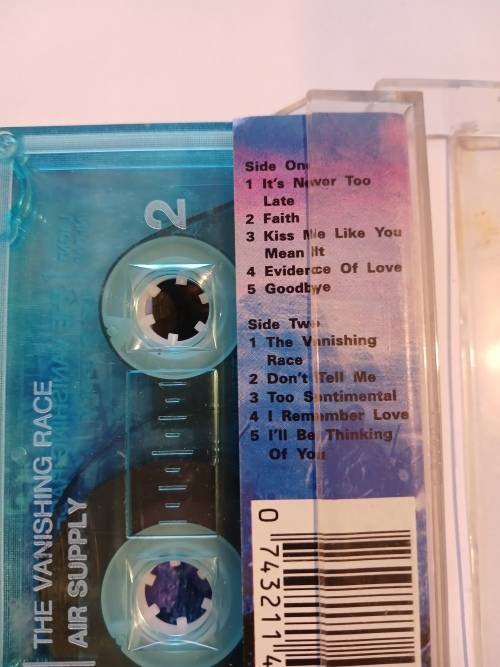 2
THE VANISHING RACE
AIR SUPPLY
Side One
1 It's Never Too
Late
2 Faith
3 Kiss Me Like You
Mean It
4 Evidence Of Love
5 Goodbye
Side Two
1 The Vanishing
Race
2 Don't Tell Me
3 Too Sentimental
4 I Remember Love
5 I'll Be Thinking
Of You
0 743211 4